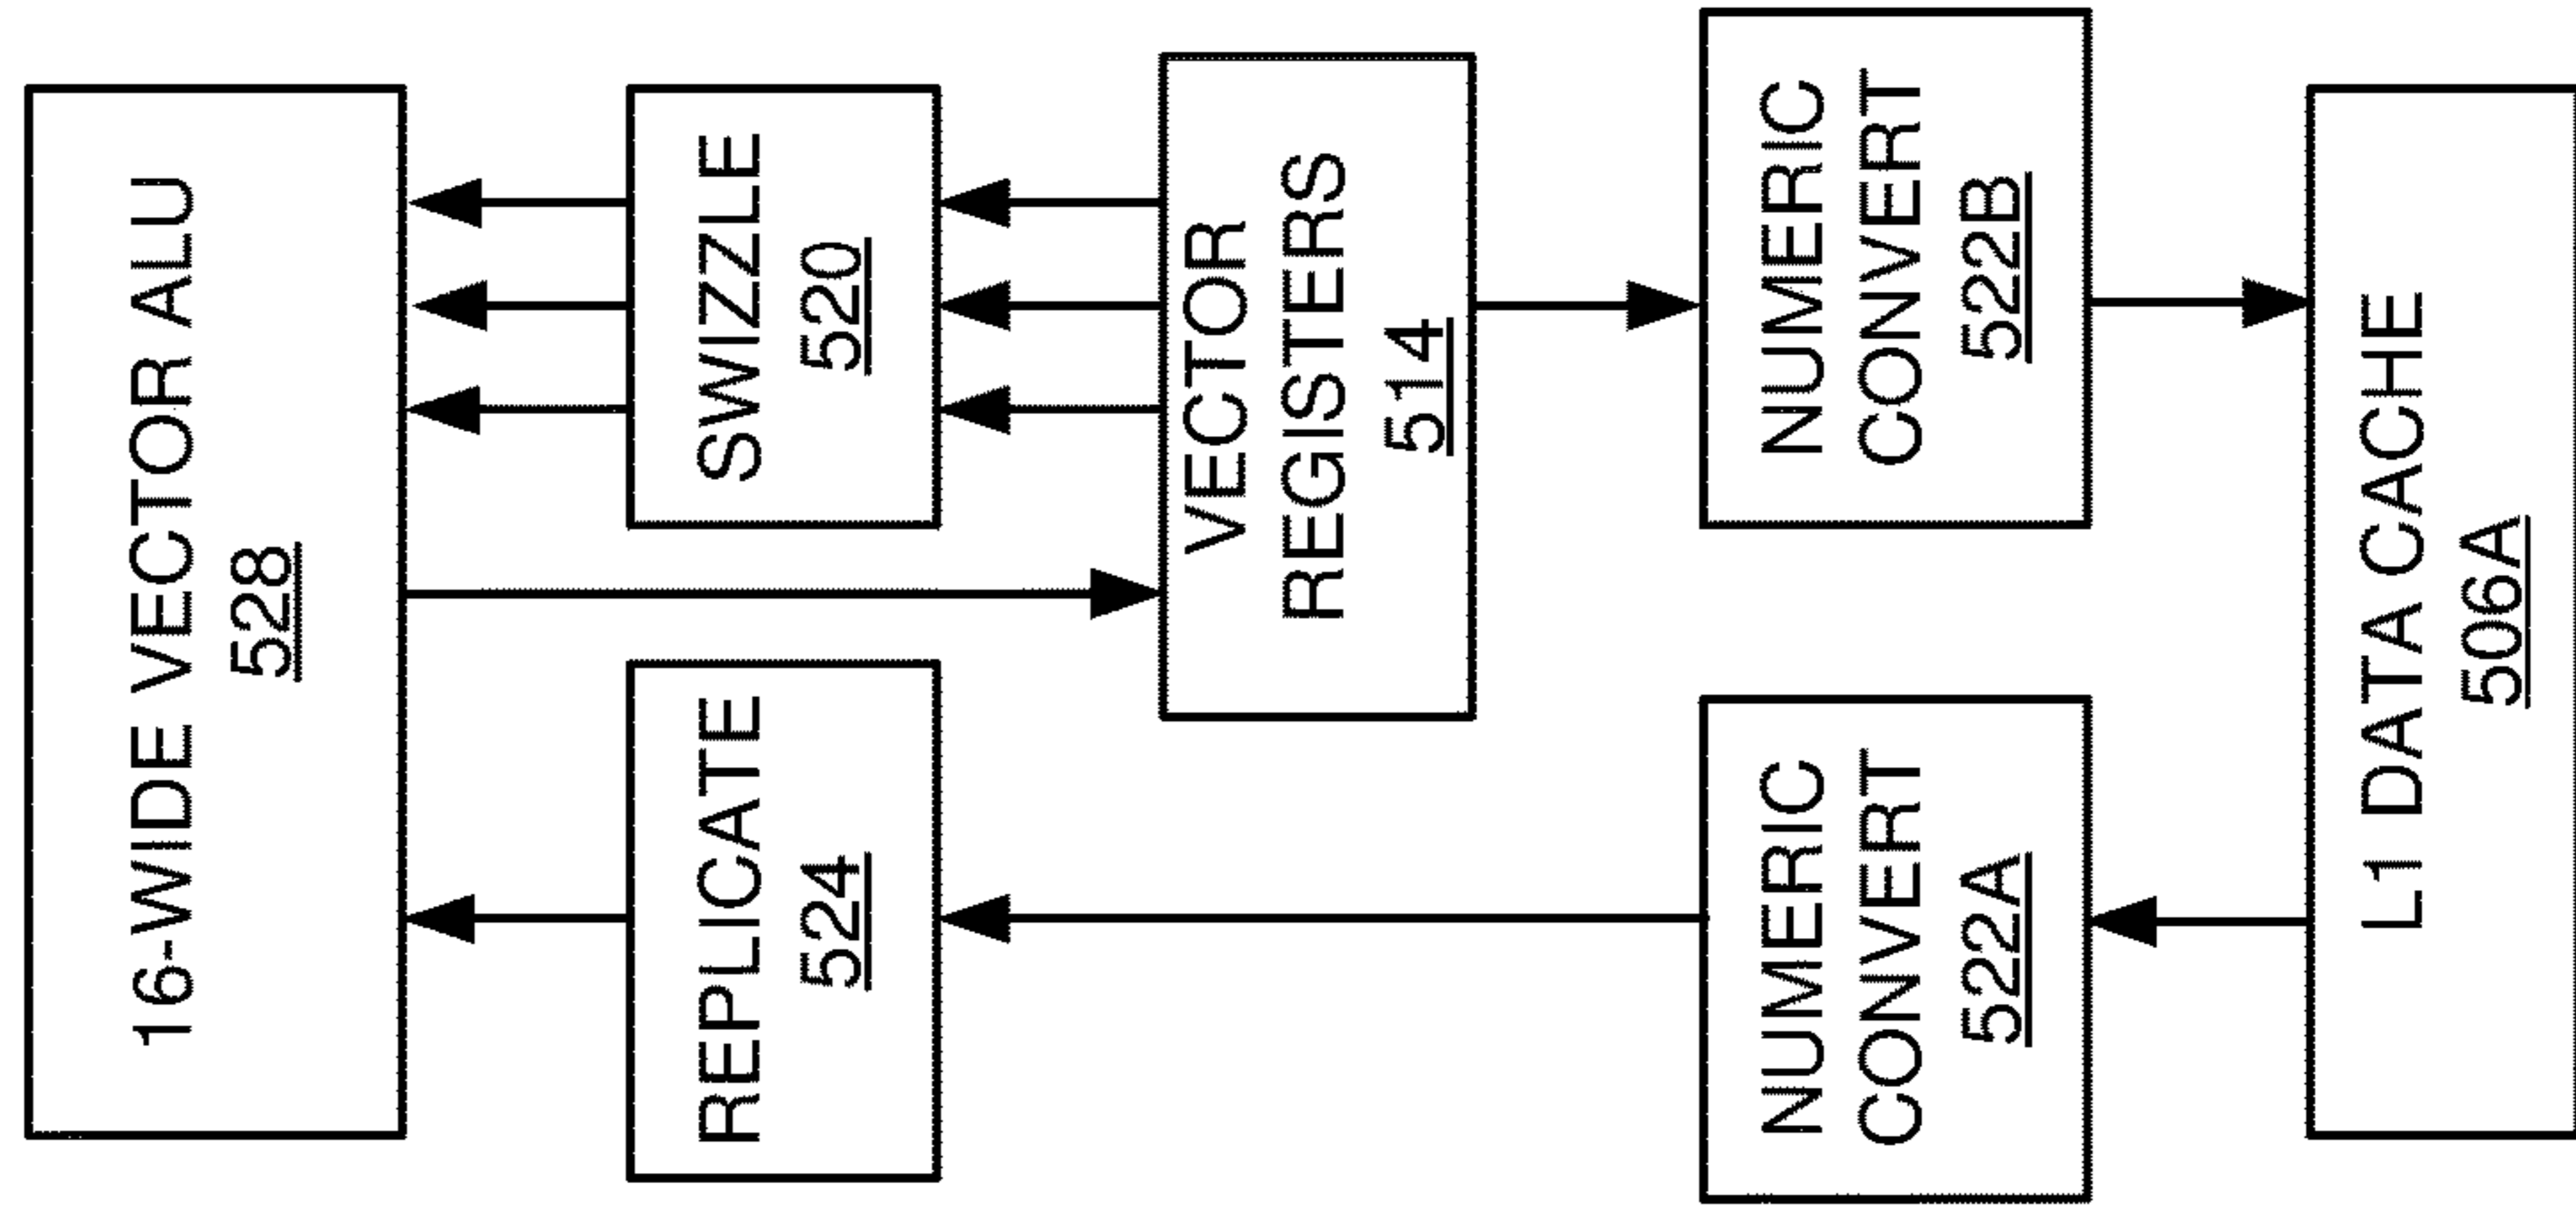 16-WIDE VECTOR ALU
528
REPLICATE
524
SWIZZLE
520
VECTOR
REGISTERS
514
NUMERIC
CONVERT
522A
NUMERIC
CONVERT
522B
L1 DATA CACHE
506A